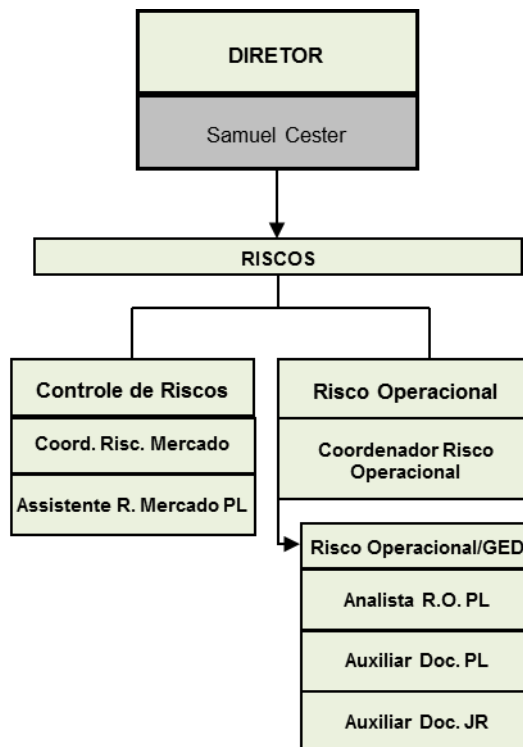 DIRETOR
Samuel Cester
RISCOS
Controle de Riscos
Coord. Risc. Mercado
Assistente R. Mercado PL
Risco Operacional
Coordenador Risco
Operacional
Risco Operacional/GED
Analista R.O. PL
Auxiliar Doc. PL
Auxiliar Doc. JR